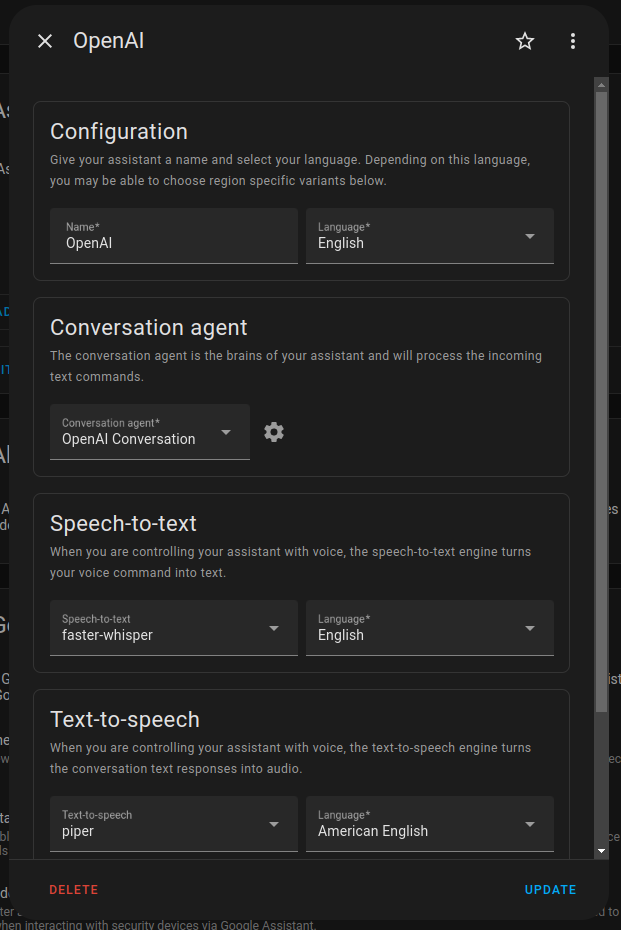 OpenAI
Configuration
Give your assistant a name and select your language. Depending on this language,
you may be able to choose region specific variants below.
Name*
OpenAI
Language*
English
Conversation agent
The conversation agent is the brains of your assistant and will process the incoming
text commands.
Conversation agent*
OpenAI Conversation
Speech-to-text
When you are controlling your assistant with voice, the speech-to-text engine turns
your voice command into text.
Speech-to-text
faster-whisper
Language*
English
Text-to-speech
When you are controlling your assistant with voice, the text-to-speech engine turns
the conversation text responses into audio.
Text-to-speech
piper
Language*
American English
DELETE
UPDATE
when interacting with security devices via Google Assistant.